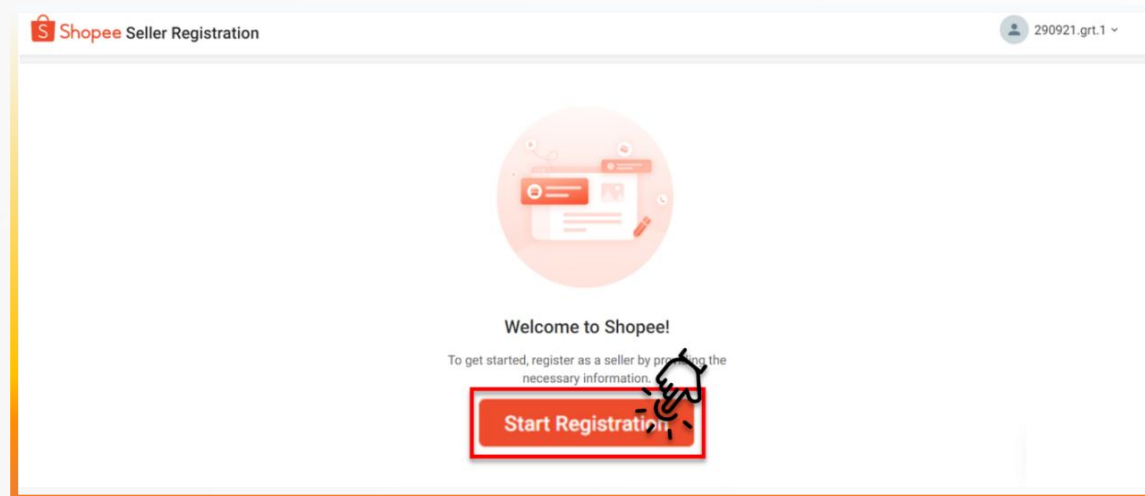 Shopee Seller Registration
290921.grt.1
Welcome to Shopee!
To get started, register as a seller by providing the
necessary information.
Start Registration